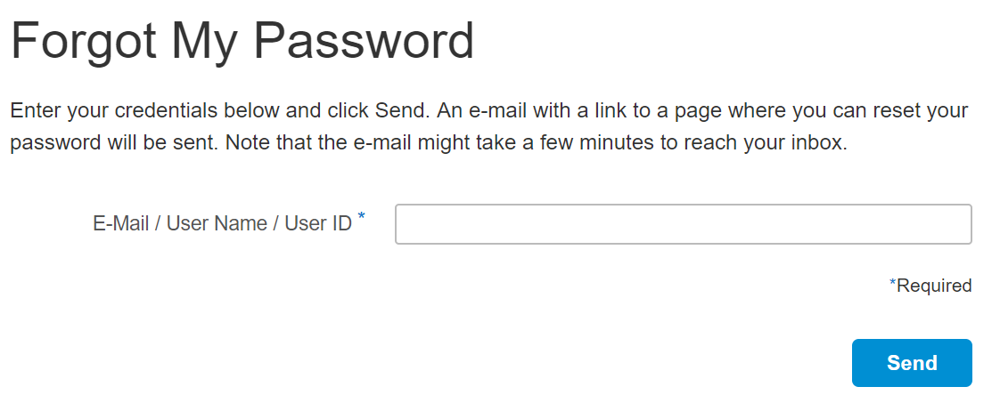 Forgot My Password
Enter your credentials below and click Send. An e-mail with a link to a page where you can reset your
password will be sent. Note that the e-mail might take a few minutes to reach your inbox.
E-Mail / User Name / User ID *
*Required
Send